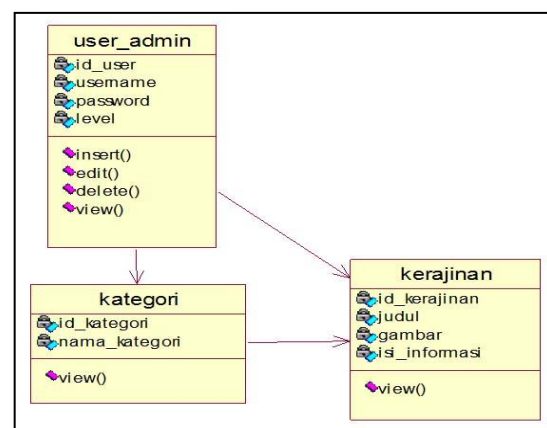 user_admin
id_user
username
password
level
insert()
edit()
delete()
view()
kategori
id_kategori
nama_kategori
view()
kerajinan
id_kerajinan
judul
gambar
isi_informasi
view()